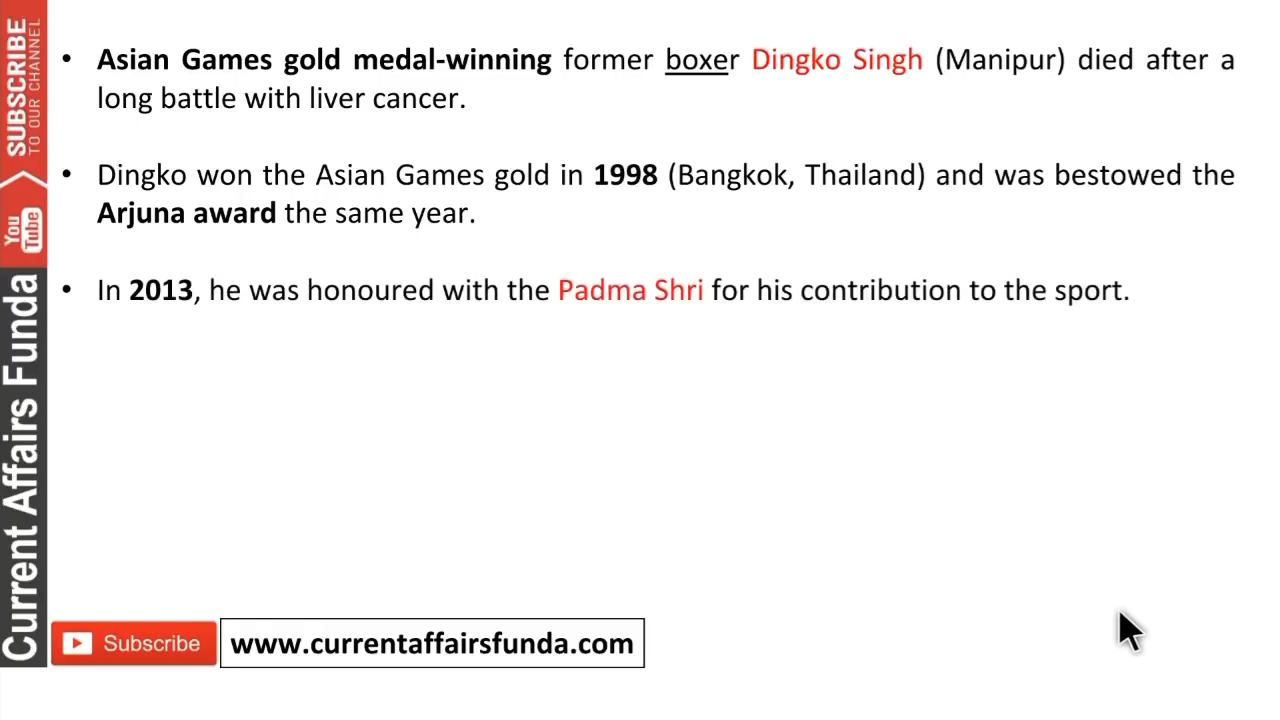 • Asian Games gold medal-winning former boxer Dingko Singh (Manipur) died after a
long battle with liver cancer.
• Dingko won the Asian Games gold in 1998 (Bangkok, Thailand) and was bestowed the
Arjuna award the same year.
• In 2013, he was honoured with the Padma Shri for his contribution to the sport.
SUBSCRIBE
TO OUR CHANNEL
You
Tube
Current Affairs Funda
Subscribe
www.currentaffairsfunda.com